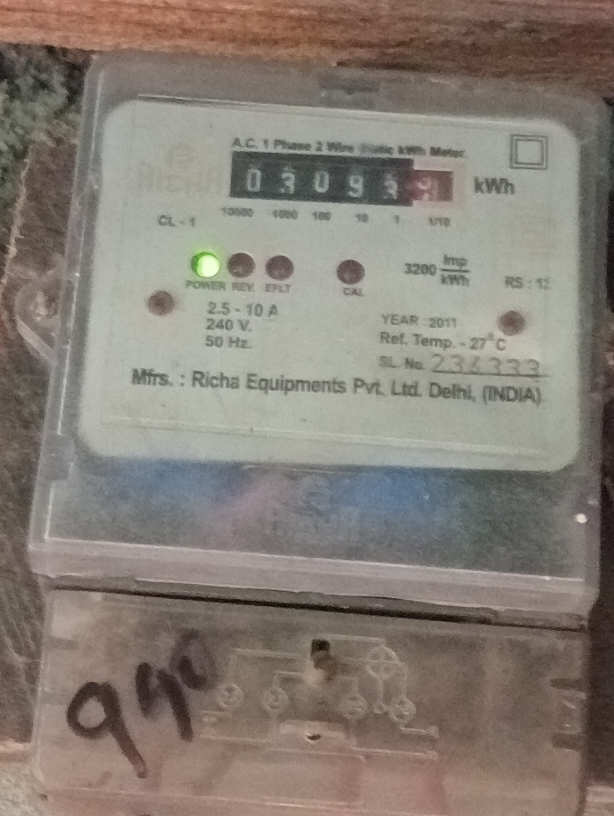 A.C. 1 Phase 2 Wire Static kWh Meter
0 3 0 9 3 kWh
10000 1000 100 10 1 1/10
CL - 1
3200 Imp/kWh
RS : 12
POWER REV. EFLT CAL
2.5 - 10 A
240 V.
50 Hz.
YEAR : 2011
Ref. Temp. - 27°C
SL. No.
Mfrs. : Richa Equipments Pvt. Ltd. Delhi, (INDIA)
990